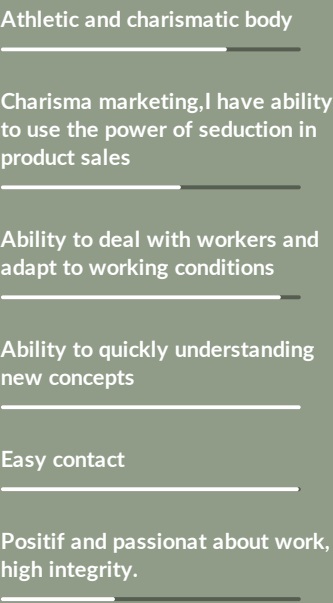 Athletic and charismatic body
Charisma marketing,I have ability
to use the power of seduction in
product sales
Ability to deal with workers and
adapt to working conditions
Ability to quickly understanding
new concepts
Easy contact
Positif and passionat about work,
high integrity.